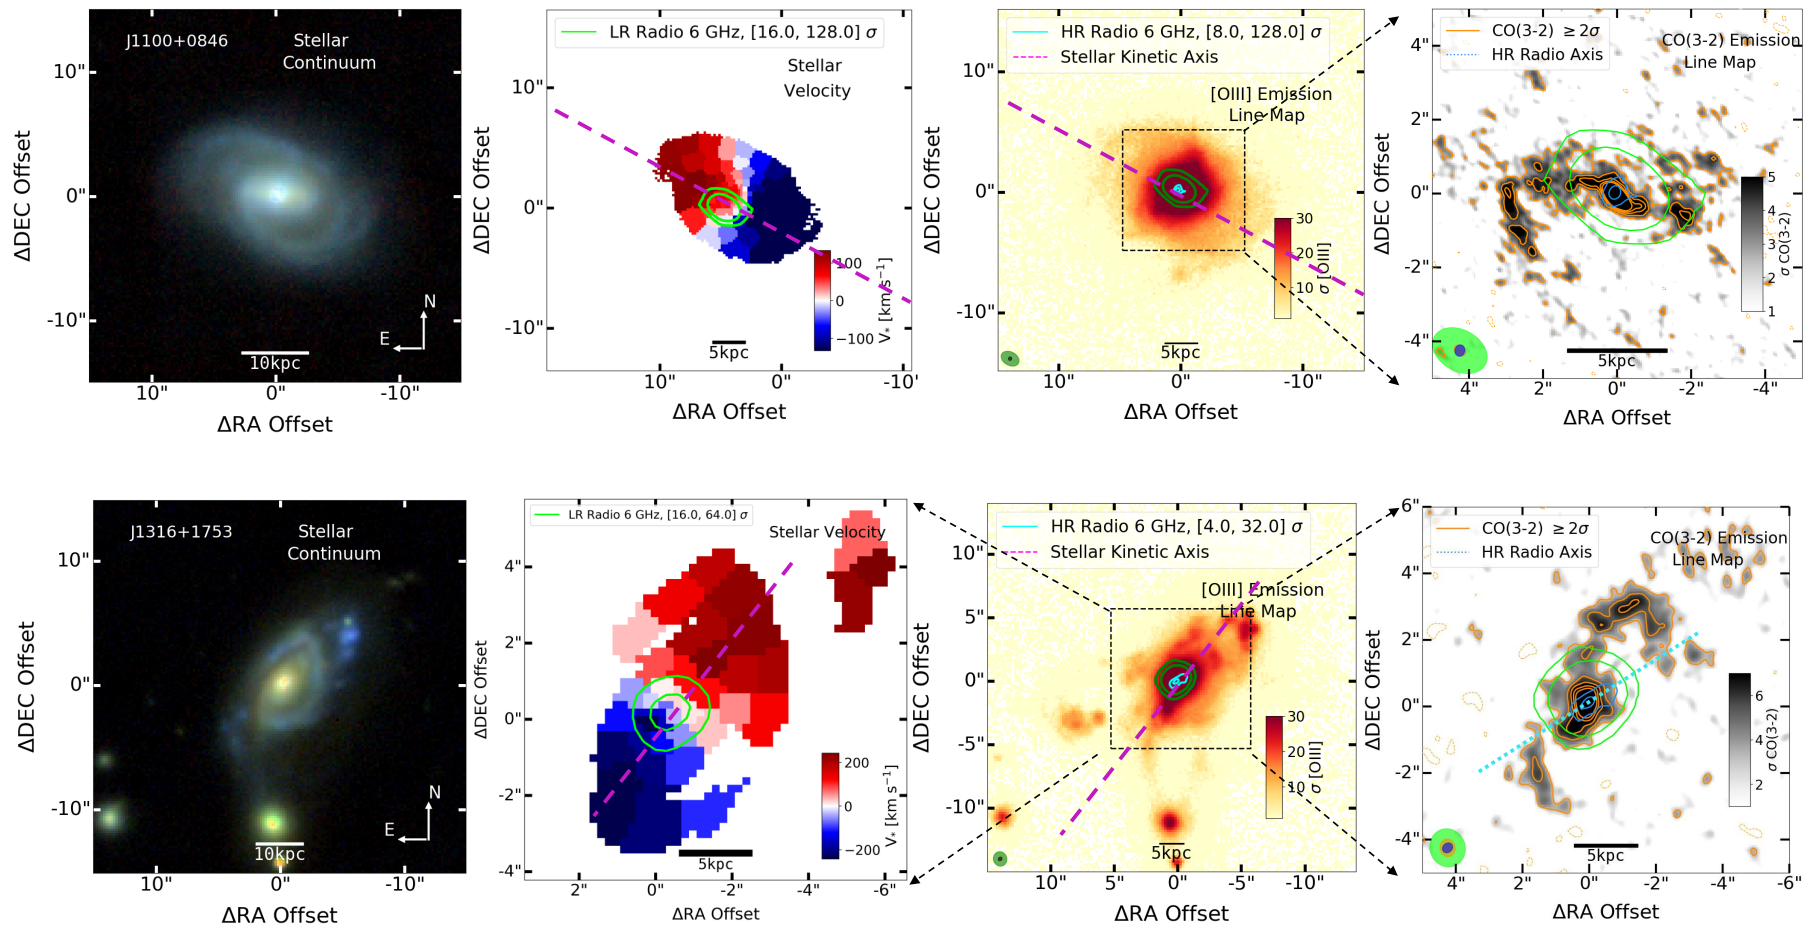 J1100+0846
Stellar
Continuum
10"
0"
-10"
ΔDEC Offset
N
E
10kpc
10"
0"
-10"
ΔRA Offset
LR Radio 6 GHz, [16.0, 128.0] σ
Stellar
Velocity
10"
0"
-10"
ΔDEC Offset
100
0
−100
V* [km s⁻¹]
5kpc
10"
0"
-10"
ΔRA Offset
HR Radio 6 GHz, [8.0, 128.0] σ
Stellar Kinetic Axis
[OIII] Emission
Line Map
10"
0"
-10"
ΔDEC Offset
30
20
10
σ [OIII]
5kpc
10"
0"
-10"
ΔRA Offset
CO(3-2) ≥2σ
HR Radio Axis
CO(3-2) Emission
Line Map
4"
2"
0"
-2"
-4"
ΔDEC Offset
5
4
3
2
1
σ CO(3-2)
5kpc
4"
2"
0"
-2"
-4"
ΔRA Offset
J1316+1753
Stellar
Continuum
10"
0"
-10"
ΔDEC Offset
N
E
10kpc
10"
0"
-10"
ΔRA Offset
LR Radio 6 GHz, [16.0, 64.0] σ
Stellar Velocity
4"
2"
0"
-2"
-4"
ΔDEC Offset
200
0
−200
V* [km s⁻¹]
5kpc
2"
0"
-2"
-4"
-6"
ΔRA Offset
HR Radio 6 GHz, [4.0, 32.0] σ
Stellar Kinetic Axis
[OIII] Emission
Line Map
10"
5"
0"
-5"
-10"
ΔDEC Offset
30
20
10
σ [OIII]
5kpc
10"
5"
0"
-5"
-10"
ΔRA Offset
CO(3-2) ≥2σ
HR Radio Axis
CO(3-2) Emission
Line Map
6"
4"
2"
0"
-2"
-4"
ΔDEC Offset
6
4
2
σ CO(3-2)
5kpc
4"
2"
0"
-2"
-4"
-6"
ΔRA Offset